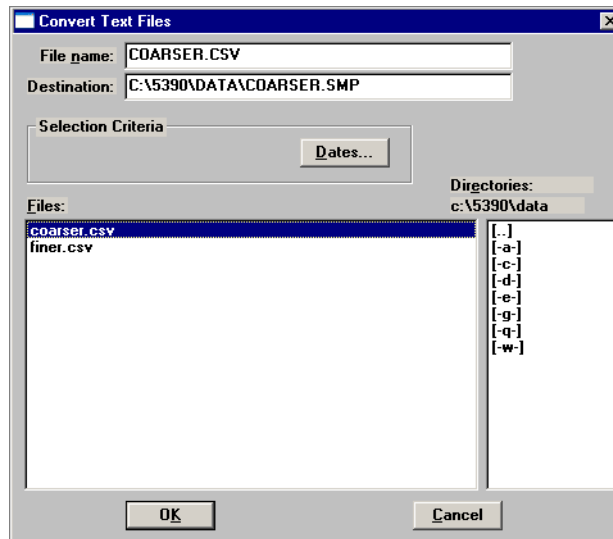 Convert Text Files
File name: COARSER.CSV
Destination: C:\5390\DATA\COARSER.SMP
Selection Criteria
Dates...
Directories:
Files: c:\5390\data
coarser.csv
finer.csv
[..]
[-a-]
[-c-]
[-d-]
[-e-]
[-g-]
[-q-]
[-w-]
OK
Cancel